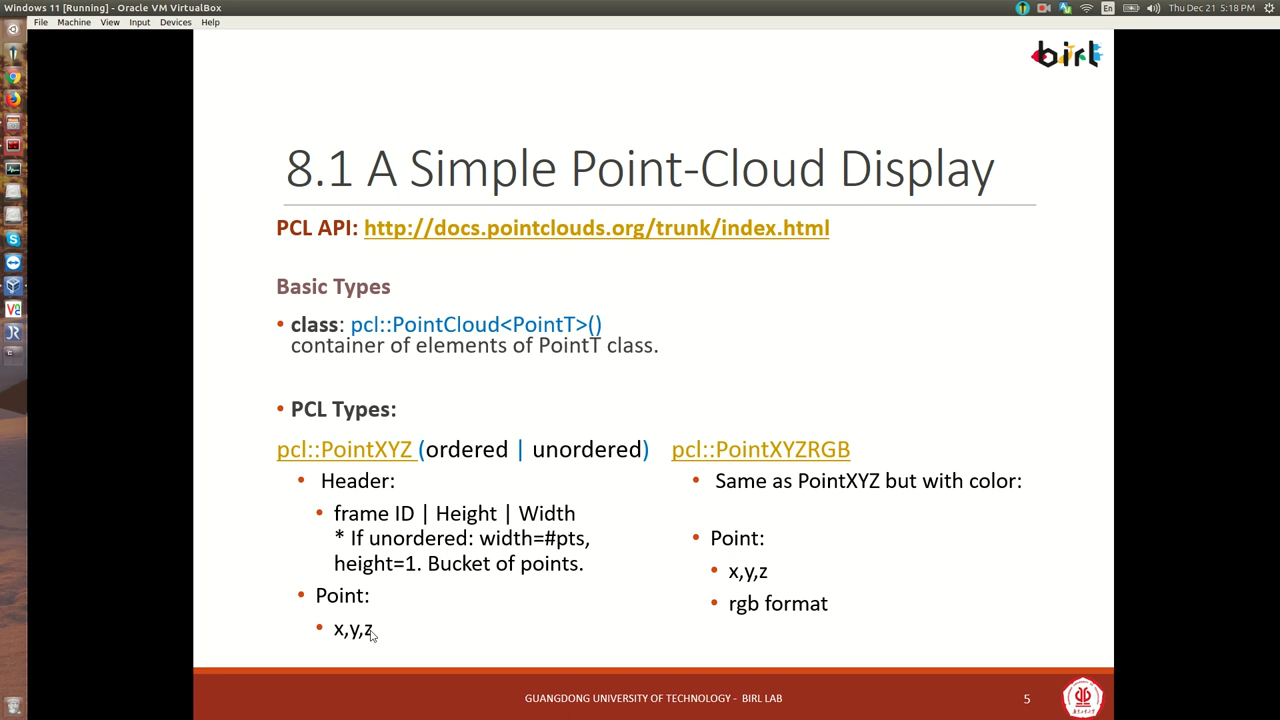 Windows 11 [Running] - Oracle VM VirtualBox
En
Thu Dec 21 5:18 PM
File Machine View Input Devices Help
birl
8.1 A Simple Point-Cloud Display
PCL API: http://docs.pointclouds.org/trunk/index.html
Basic Types
• class: pcl::PointCloud<PointT>()
container of elements of PointT class.
• PCL Types:
pcl::PointXYZ (ordered | unordered)
• Header:
• frame ID | Height | Width
* If unordered: width=#pts,
height=1. Bucket of points.
• Point:
• x,y,z
pcl::PointXYZRGB
• Same as PointXYZ but with color:
• Point:
• x,y,z
• rgb format
GUANGDONG UNIVERSITY OF TECHNOLOGY - BIRL LAB
5